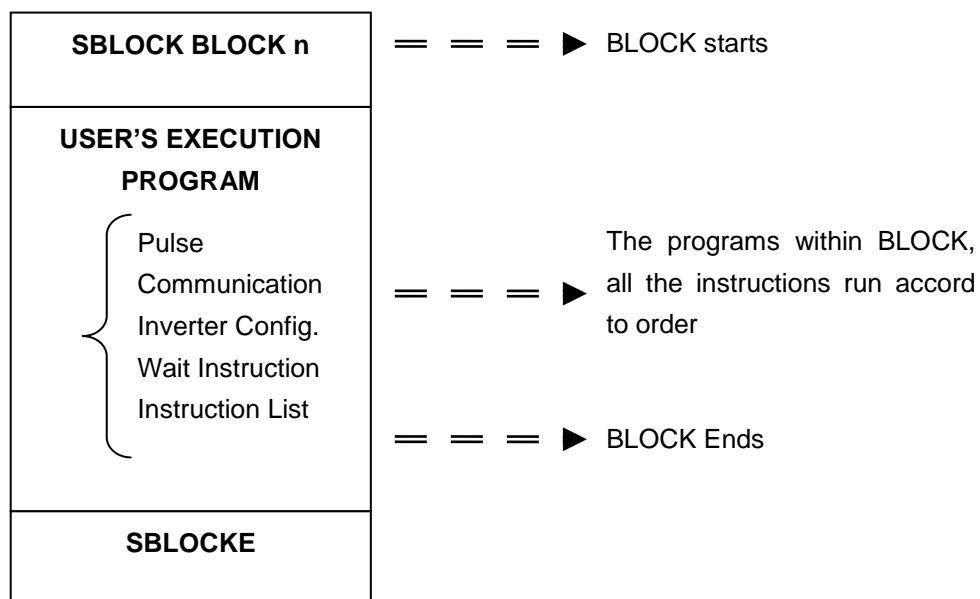 SBLOCK BLOCK n
BLOCK starts
USER'S EXECUTION
PROGRAM
Pulse
Communication
Inverter Config.
Wait Instruction
Instruction List
The programs within BLOCK,
all the instructions run accord
to order
BLOCK Ends
SBLOCKE